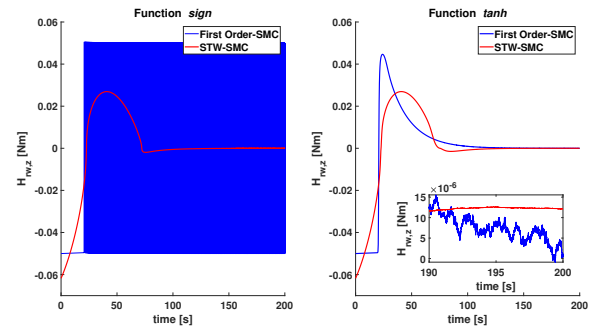 Function sign
First Order-SMC
STW-SMC
0.06
0.04
0.02
0
-0.02
-0.04
-0.06
H_rw,z [Nm]
0
50
100
150
200
time [s]
Function tanh
First Order-SMC
STW-SMC
0.06
0.04
0.02
0
-0.02
-0.04
-0.06
H_rw,z [Nm]
0
50
100
150
200
time [s]
×10^-6
15
10
5
0
H_rw,z [Nm]
190
195
200
time [s]